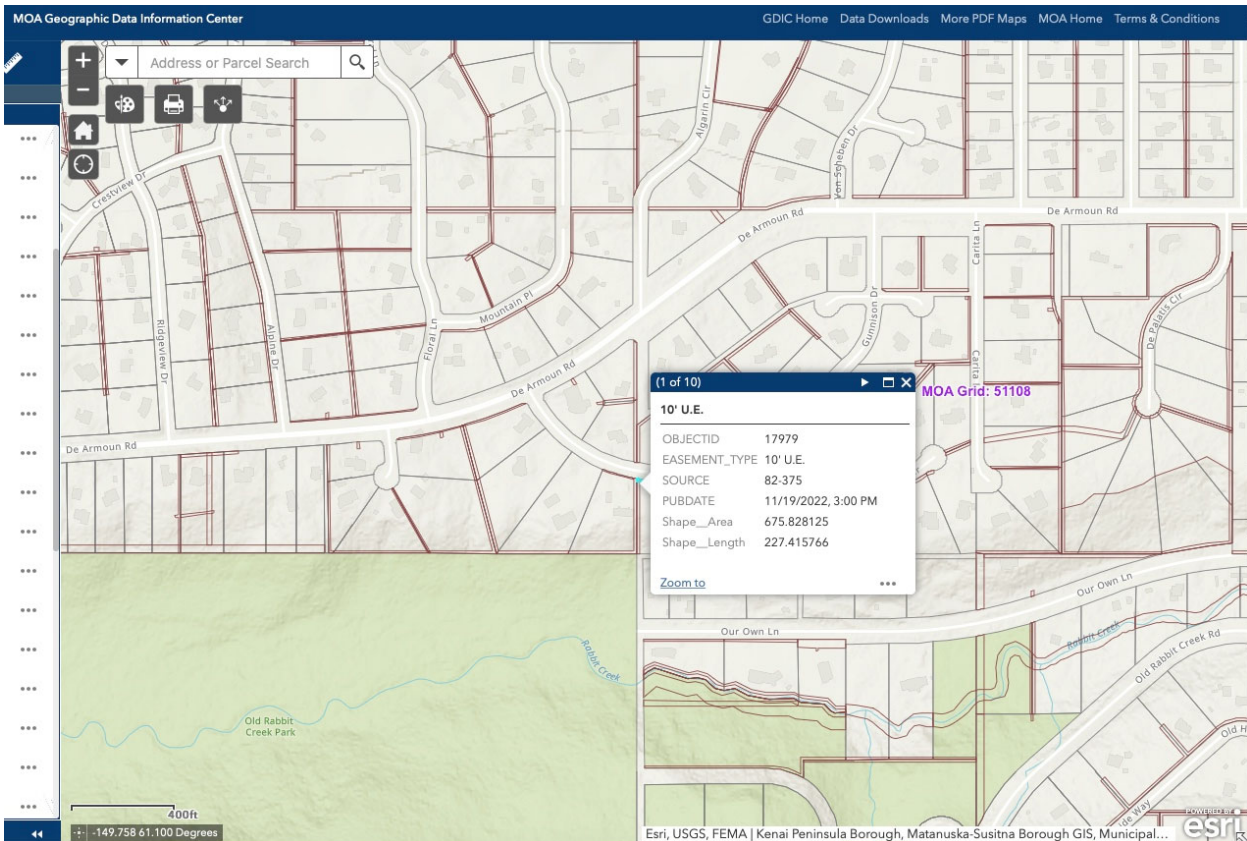 MOA Geographic Data Information Center
GDIC Home Data Downloads More PDF Maps MOA Home Terms & Conditions
Address or Parcel Search
Algarin Cir
Von Scheben Dr
Crestview Dr
De Armoun Rd
De Armoun Rd
Carita Ln
Mountain Pl
Floral Ln
Ridgeview Dr
Alpine Dr
Gunnison Dr
De Palatis Cir
De Armoun Rd
Carita
MOA Grid: 51108
De Armoun Rd
(1 of 10)
10' U.E.
OBJECTID 17979
EASEMENT_TYPE 10' U.E.
SOURCE 82-375
PUBDATE 11/19/2022, 3:00 PM
Shape__Area 675.828125
Shape__Length 227.415766
Zoom to
Our Own Ln
Our Own Ln
Rabbit Creek
Rabbit Creek
Old Rabbit Creek Rd
Old Rabbit
Creek Park
Old H
de Way
400ft
-149.758 61.100 Degrees
Esri, USGS, FEMA | Kenai Peninsula Borough, Matanuska-Susitna Borough GIS, Municipal...
POWERED BY
esri